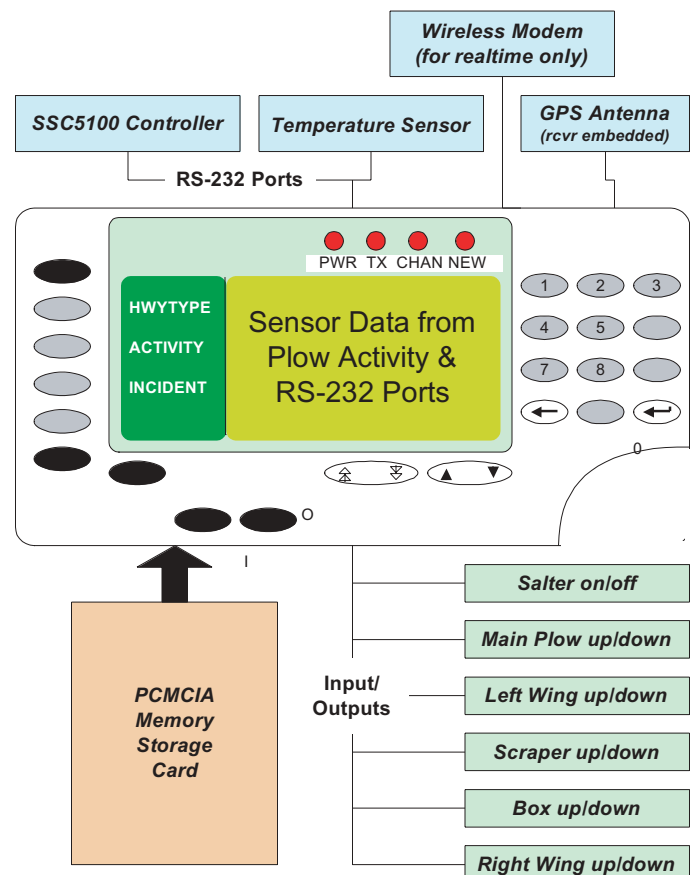 Wireless Modem
(for realtime only)
SSC5100 Controller
Temperature Sensor
GPS Antenna
(rcvr embedded)
RS-232 Ports
PWR TX CHAN NEW
HWYTYPE
ACTIVITY
INCIDENT
Sensor Data from
Plow Activity &
RS-232 Ports
1 2 3
4 5
7 8
0
O
I
PCMCIA
Memory
Storage
Card
Input/
Outputs
Salter on/off
Main Plow up/down
Left Wing up/down
Scraper up/down
Box up/down
Right Wing up/down